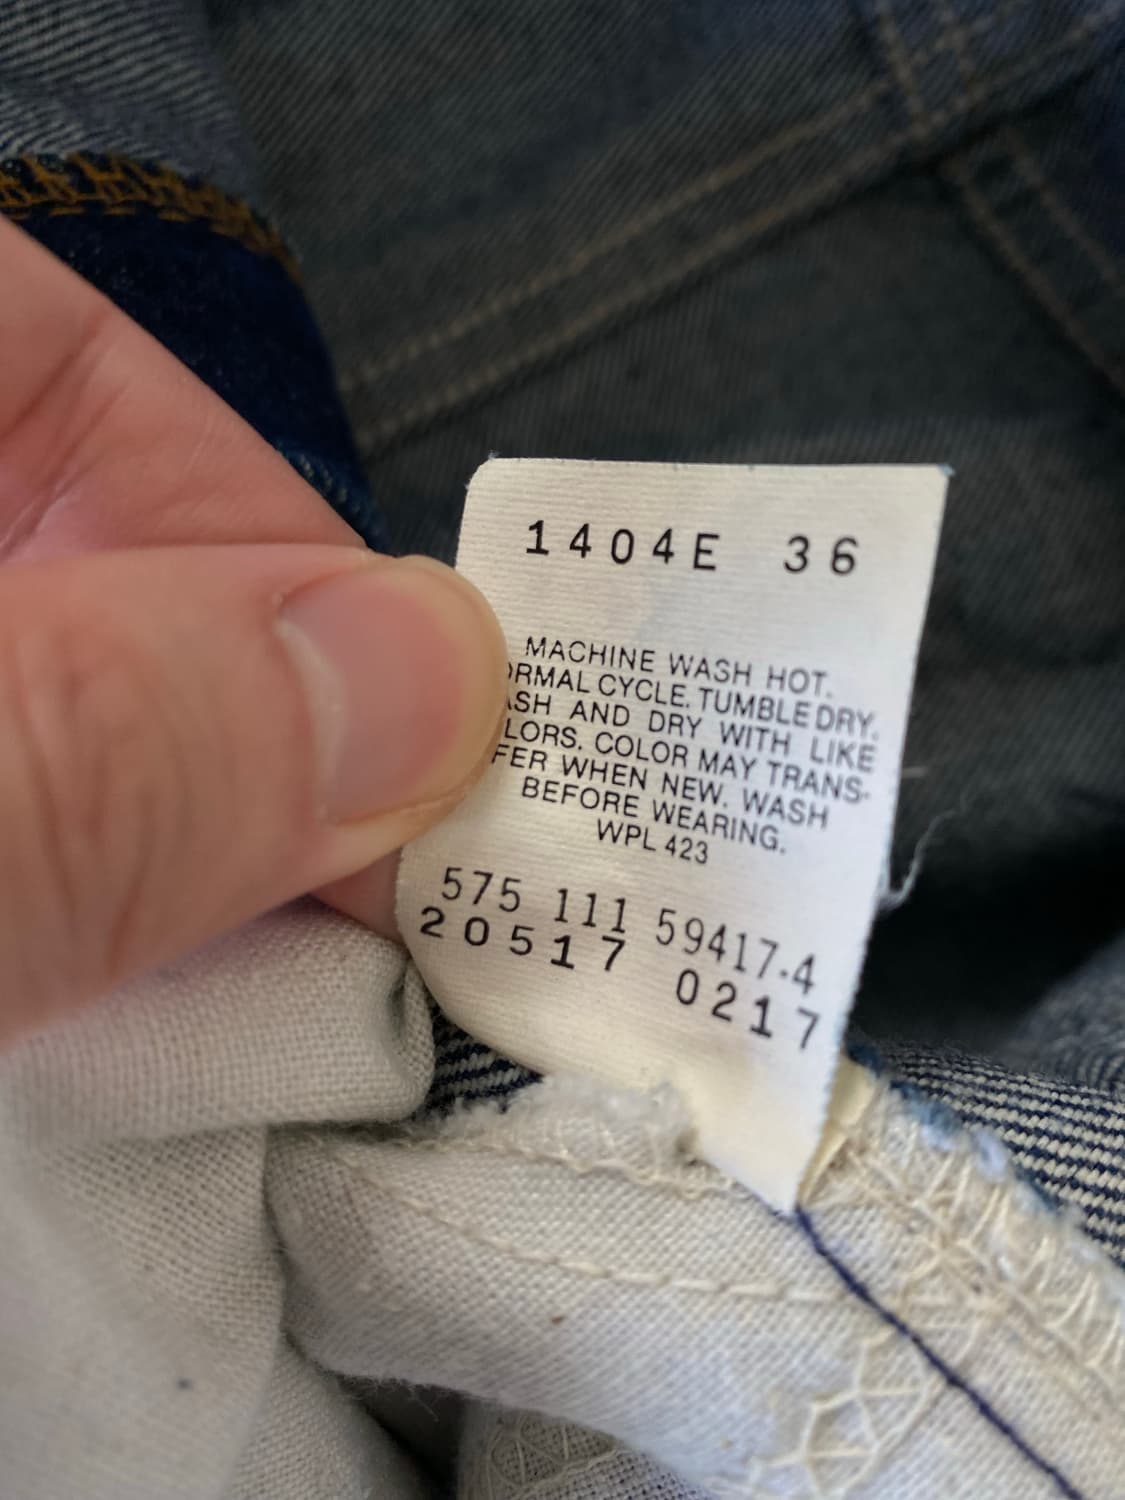 1404E 36
MACHINE WASH HOT.
ORMAL CYCLE. TUMBLE DRY.
ASH AND DRY WITH LIKE
LORS. COLOR MAY TRANS-
FER WHEN NEW. WASH
BEFORE WEARING.
WPL 423
575 111 59417.4
20517 0217